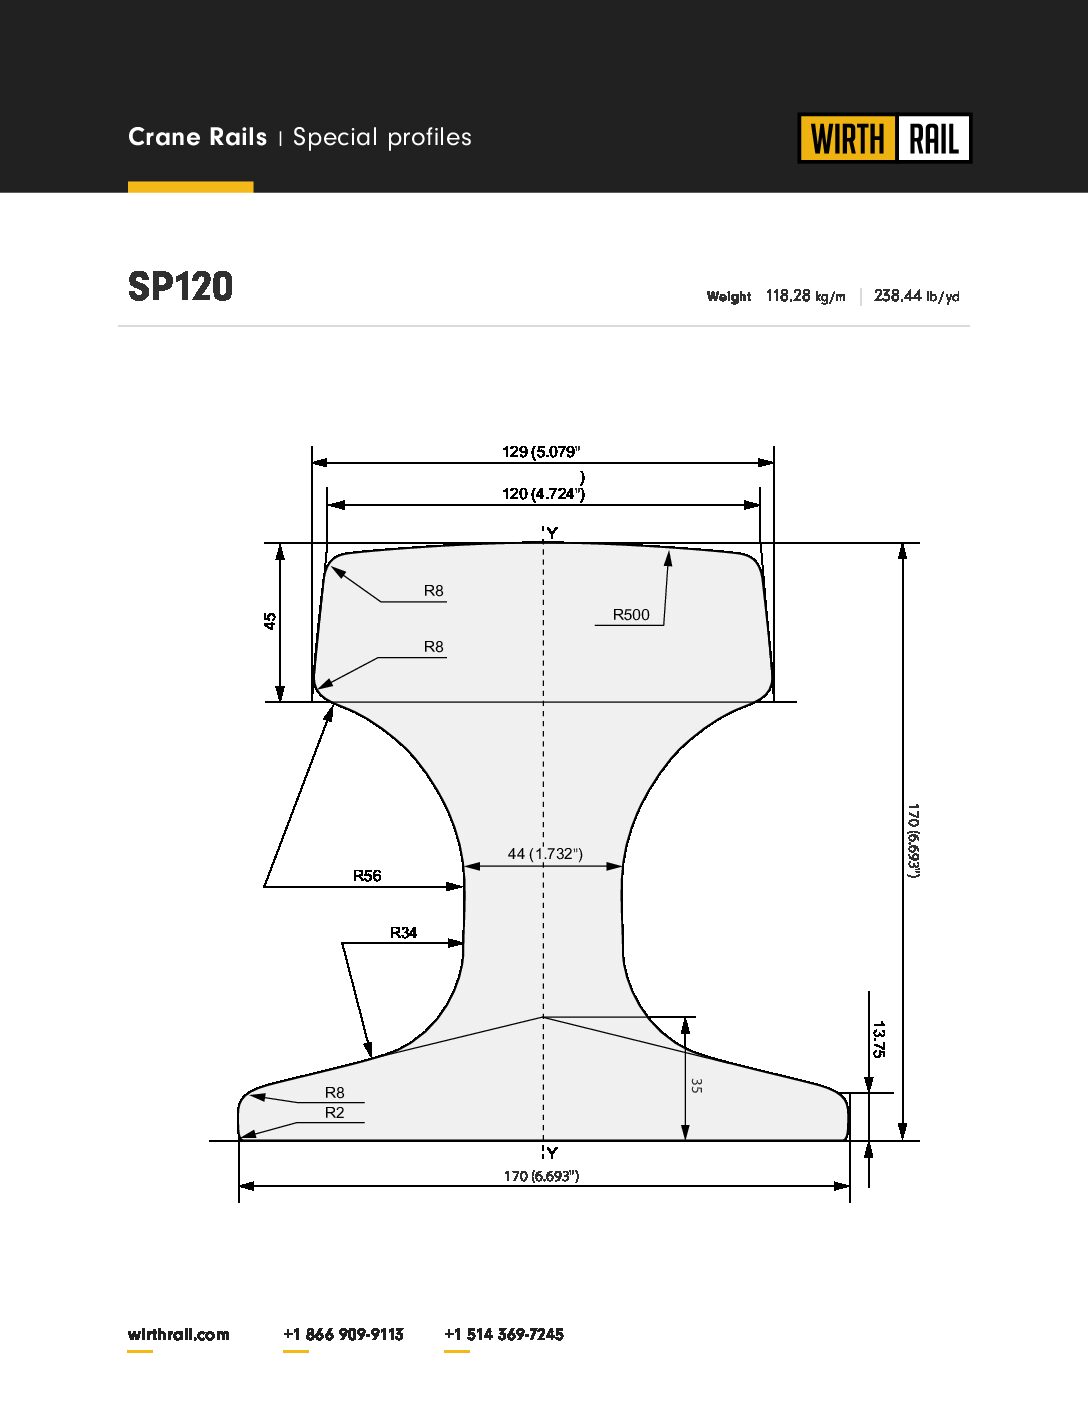 Crane Rails | Special profiles
WIRTH RAIL
SP120
Weight 118.28 kg/m | 238.44 lb/yd
129 (5.079"
)
120 (4.724")
Y
R8
R500
45
R8
44 (1.732")
170 (6.693")
R56
R34
13.75
35
R8
R2
Y
170 (6.693")
wirthrail.com +1 866 909-9113 +1 514 369-7245